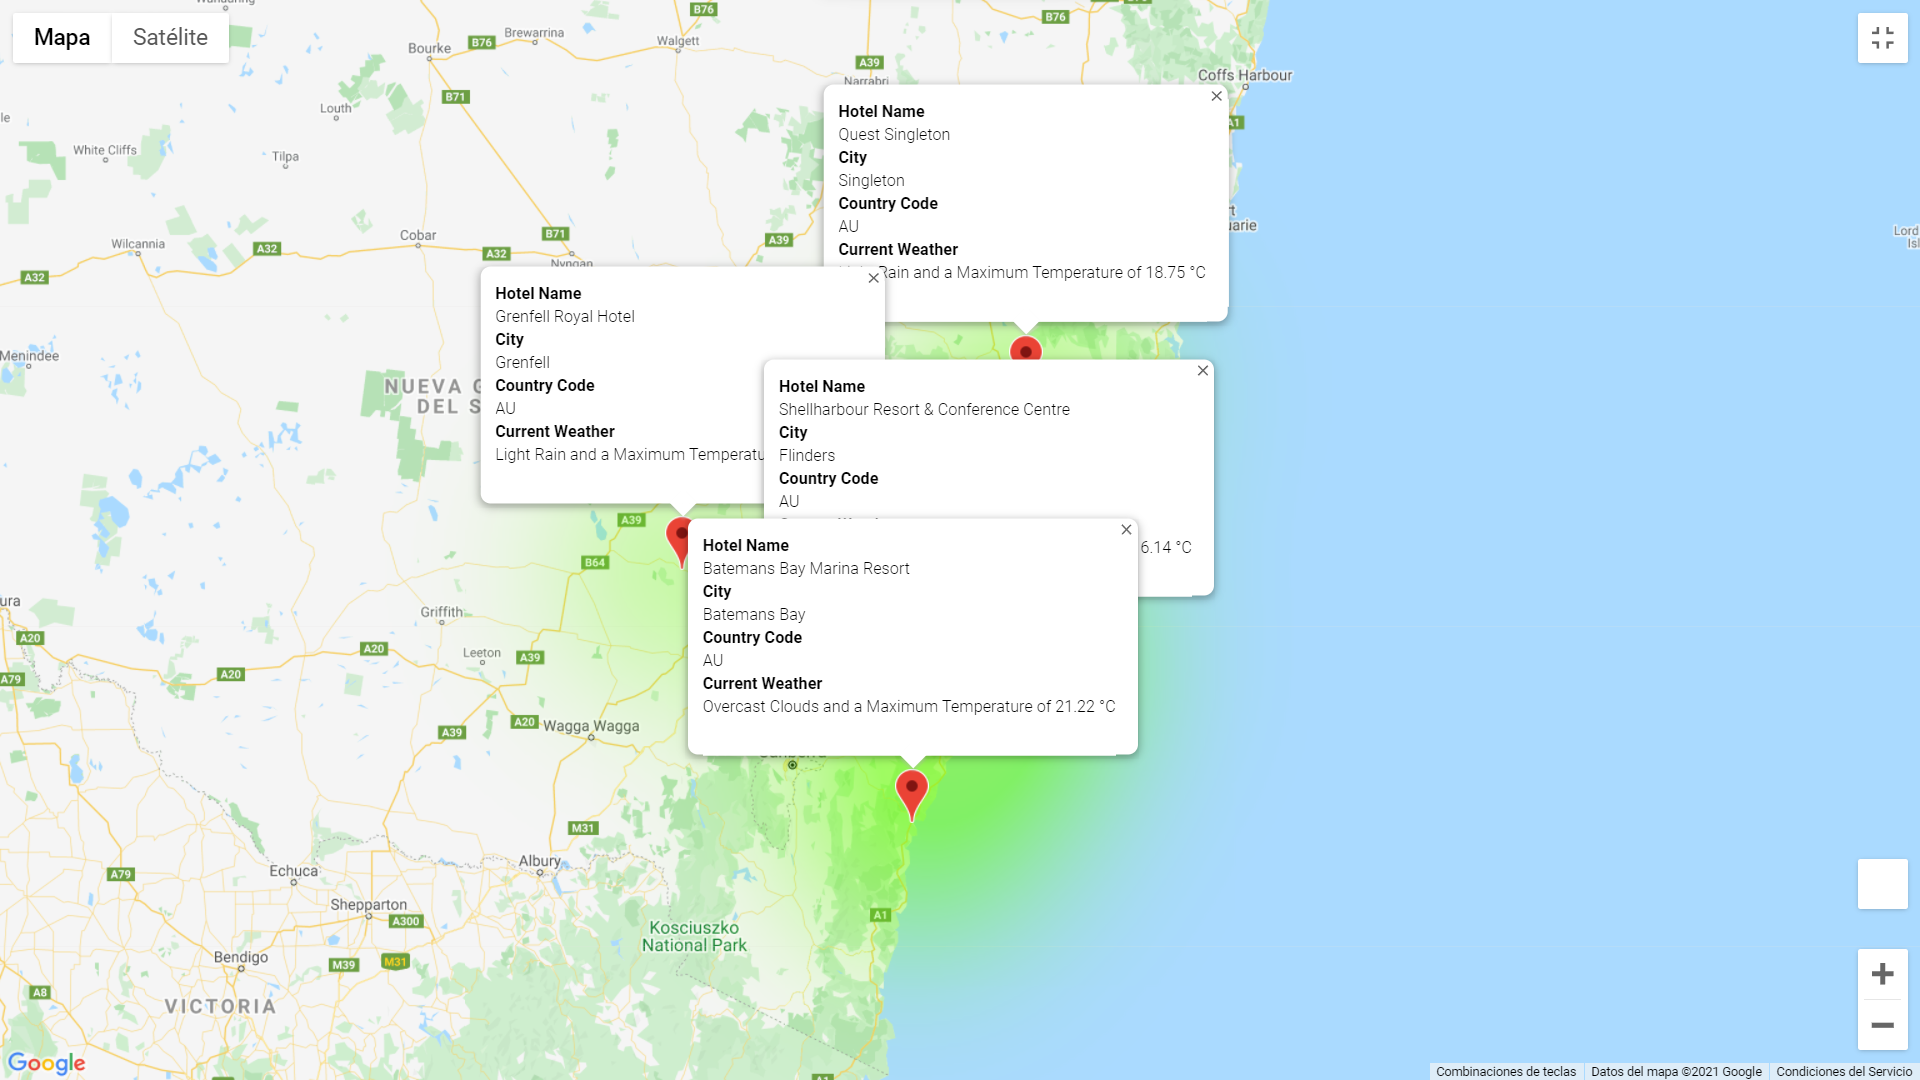 Mapa
Satélite
Bourke
B76
Brewarrina
B76
Walgett
B76
A39
Narrabri
Coffs Harbour
B71
Louth
A1
White Cliffs
Tilpa
Wilcannia
A32
Cobar
A32
B71
A39
Nyngan
A32
Lord
Hotel Name
Quest Singleton
City
Singleton
Country Code
AU
Current Weather
Rain and a Maximum Temperature of 18.75 °C
Hotel Name
Grenfell Royal Hotel
City
Grenfell
Country Code
AU
Current Weather
Light Rain and a Maximum Temperatu
Menindee
NUEVA G
DEL S
Hotel Name
Shellharbour Resort & Conference Centre
City
Flinders
Country Code
AU
6.14 °C
A39
B64
Hotel Name
Batemans Bay Marina Resort
City
Batemans Bay
Country Code
AU
Current Weather
Overcast Clouds and a Maximum Temperature of 21.22 °C
ura
Griffith
A20
A20
Leeton
A39
A79
A20
A20
A39
Wagga Wagga
M31
Albury
A79
Echuca
Shepparton
A300
A1
Kosciuszko
National Park
Bendigo
M39
M31
A8
VICTORIA
Google
A1
Combinaciones de teclas
Datos del mapa ©2021 Google
Condiciones del Servicio